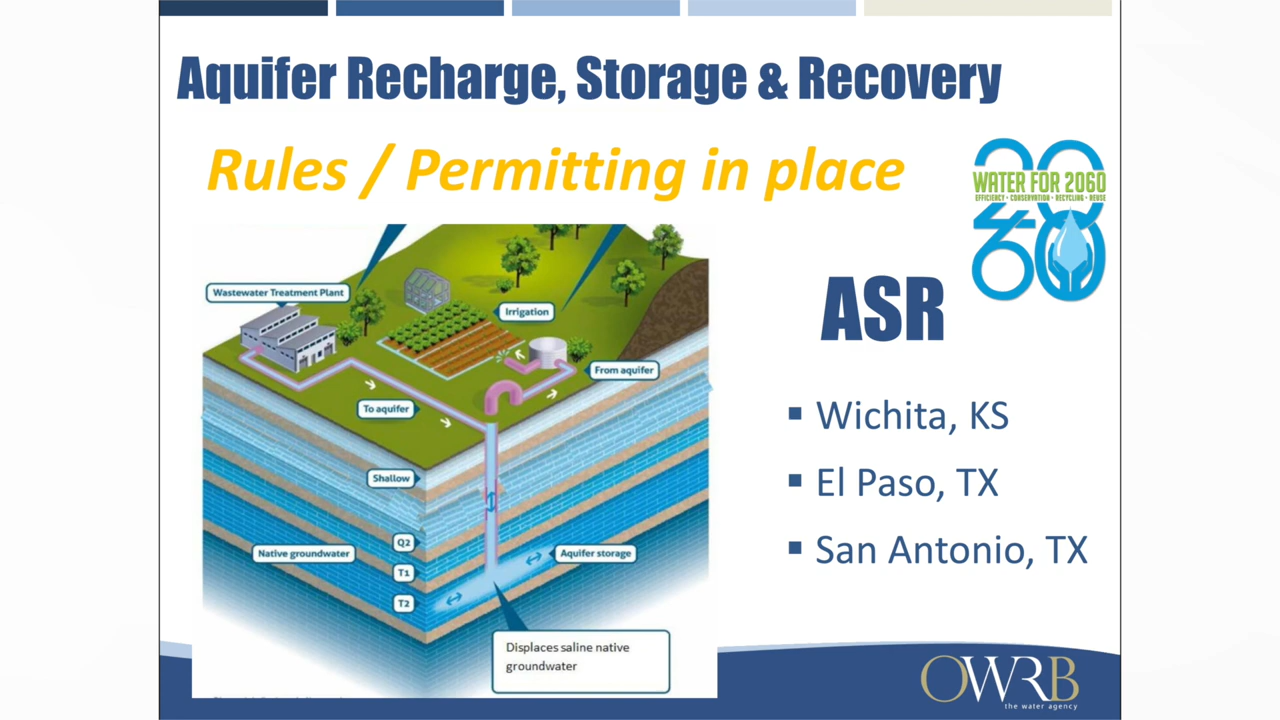 Aquifer Recharge, Storage & Recovery
Rules / Permitting in place
WATER FOR 2060
EFFICIENCY • CONSERVATION • RECYCLING • REUSE
2060
Wastewater Treatment Plant
Irrigation
From aquifer
To aquifer
Shallow
Q2
Native groundwater
Aquifer storage
T1
T2
Displaces saline native
groundwater
ASR
▪ Wichita, KS
▪ El Paso, TX
▪ San Antonio, TX
OWRB
the water agency